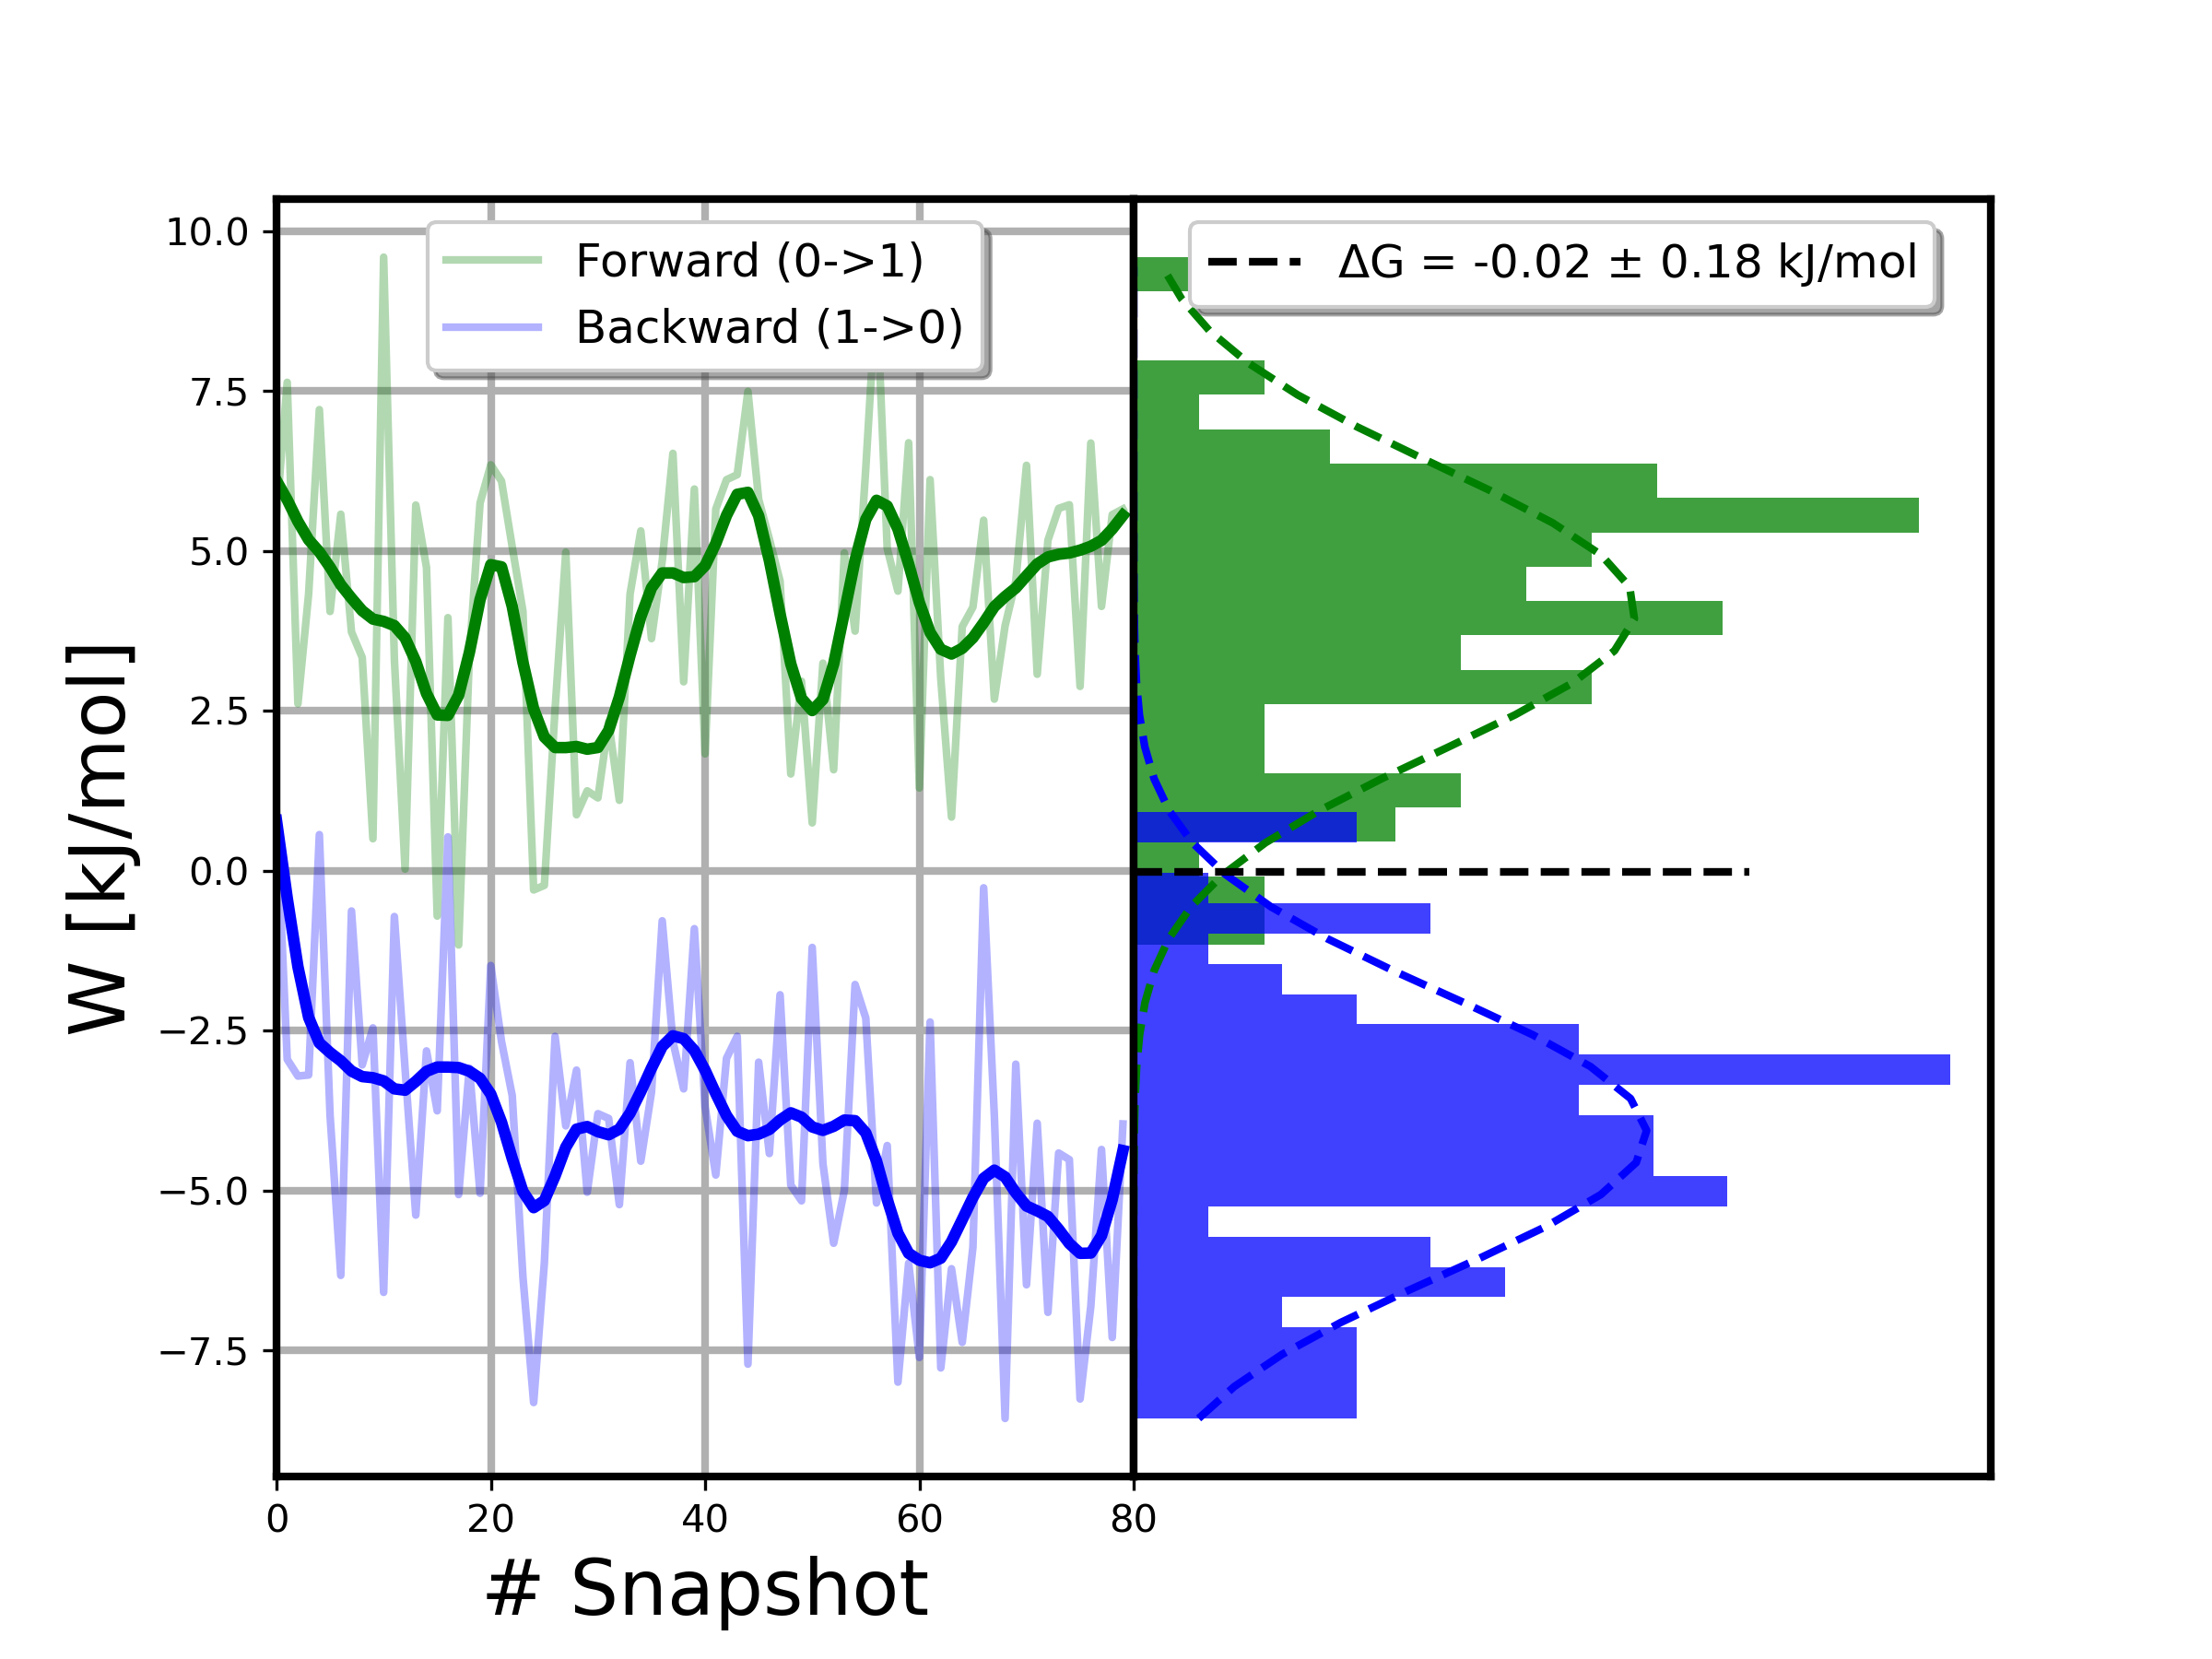 Forward (0->1)
Backward (1->0)
ΔG = -0.02 ± 0.18 kJ/mol
W [kJ/mol]
10.0
7.5
5.0
2.5
0.0
−2.5
−5.0
−7.5
0 20 40 60 80
# Snapshot